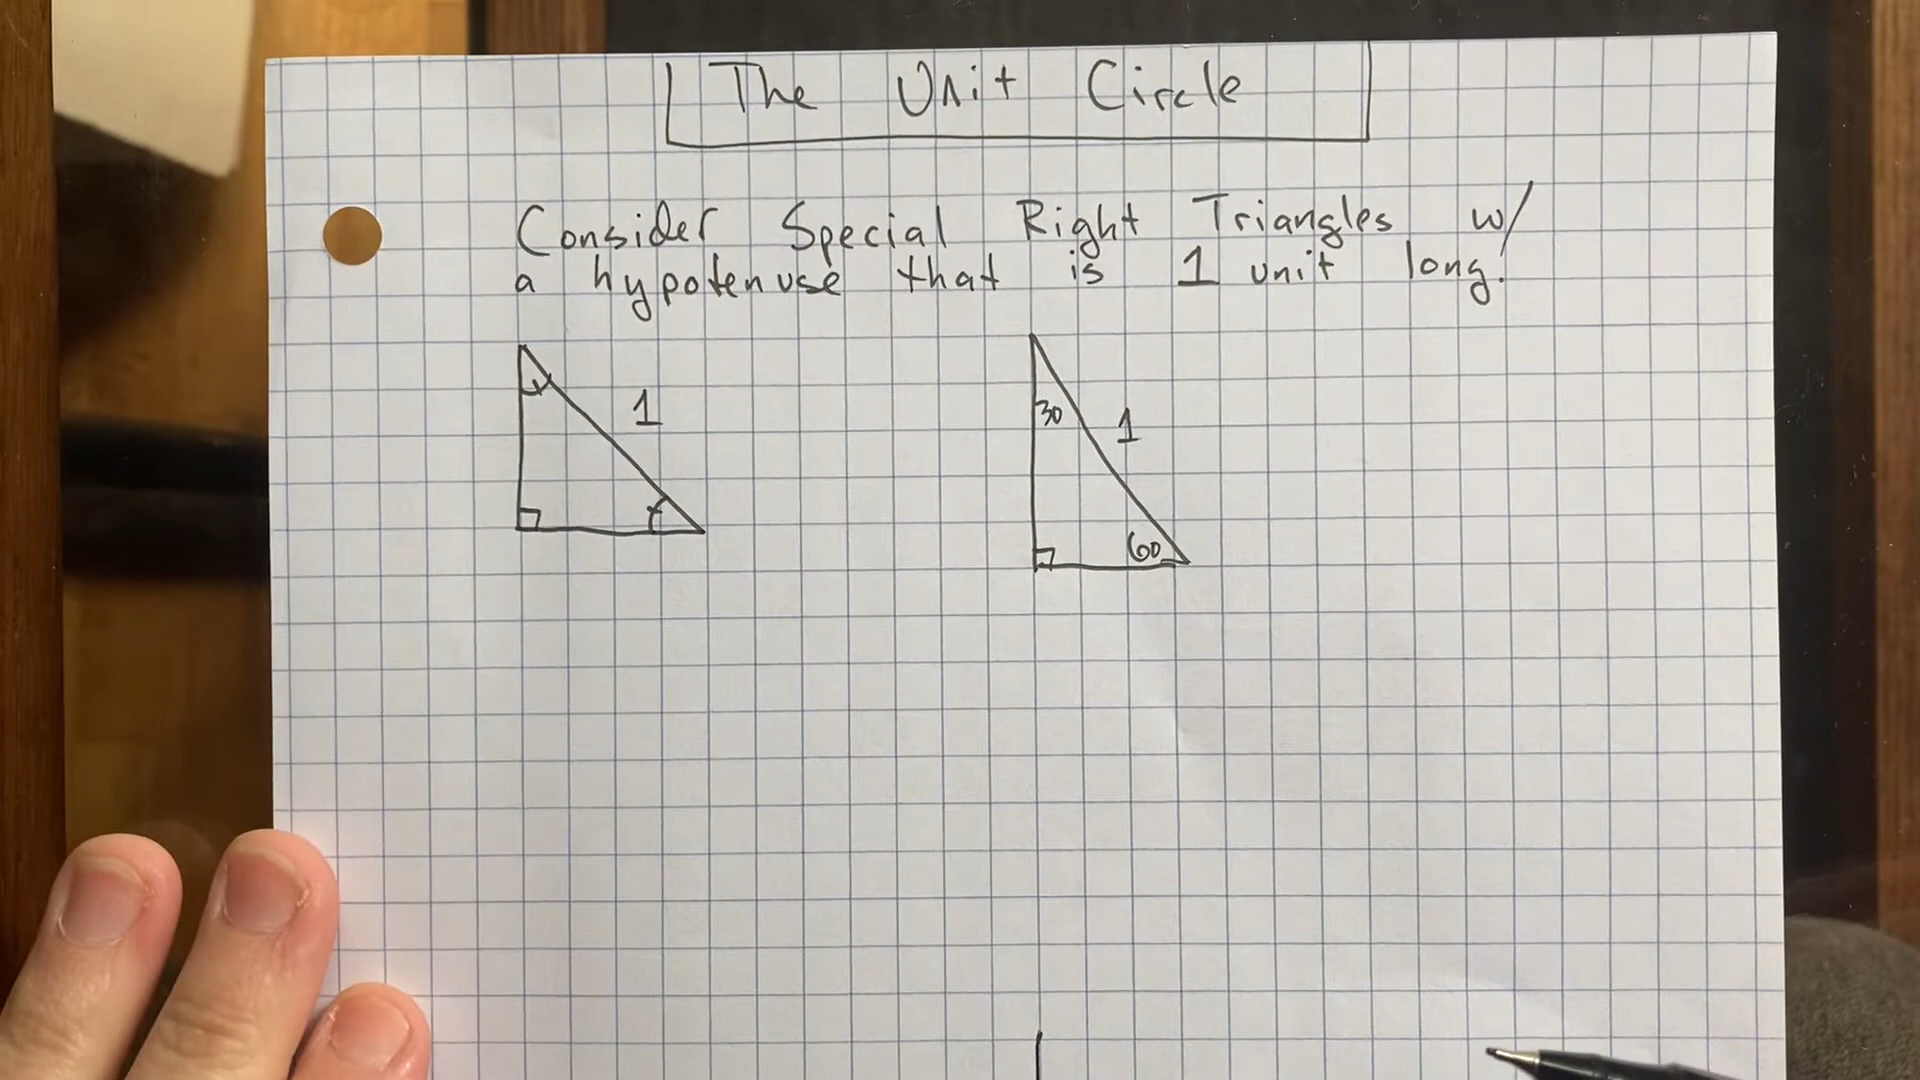 The Unit Circle
Consider Special Right Triangles w/
a hypotenuse that is 1 unit long.
1
30
1
60